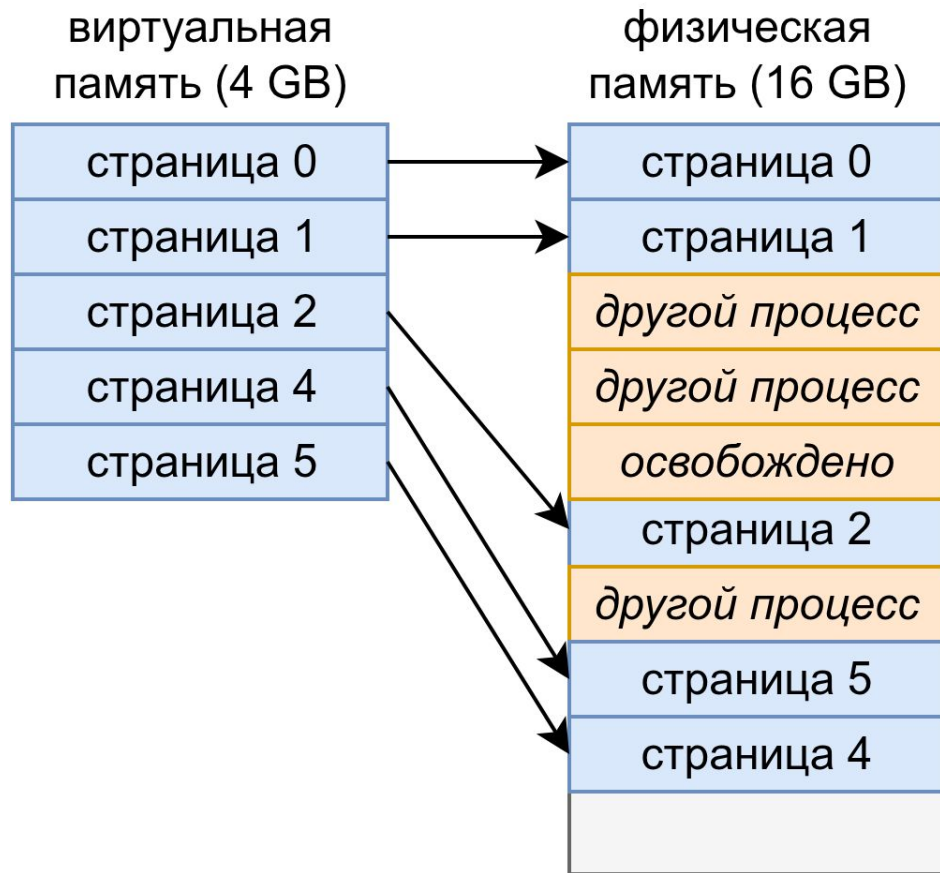 виртуальная
память (4 GB)
страница 0
страница 1
страница 2
страница 4
страница 5
физическая
память (16 GB)
страница 0
страница 1
другой процесс
другой процесс
освобождено
страница 2
другой процесс
страница 5
страница 4